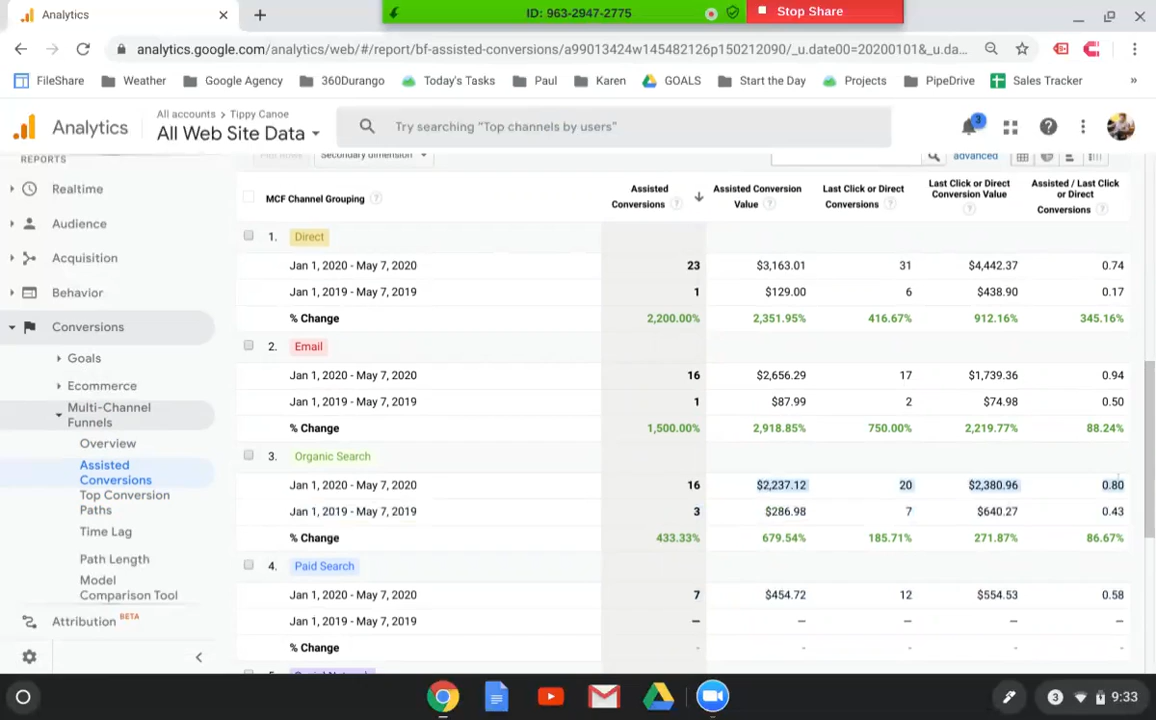 Analytics
ID: 963-2947-2775
Stop Share
analytics.google.com/analytics/web/#/report/bf-assisted-conversions/a99013424w145482126p150212090/_u.date00=20200101&_u.da...
FileShare Weather Google Agency 360Durango Today's Tasks Paul Karen GOALS Start the Day Projects PipeDrive Sales Tracker »
Analytics
All accounts > Tippy Canoe
All Web Site Data
Try searching "Top channels by users"
3
REPORTS
Realtime
Audience
Acquisition
Behavior
Conversions
Goals
Ecommerce
Multi-Channel
Funnels
Overview
Assisted
Conversions
Top Conversion
Paths
Time Lag
Path Length
Model
Comparison Tool
Attribution BETA
Secondary dimension
advanced
MCF Channel Grouping
Assisted
Conversions
Assisted Conversion
Value
Last Click or Direct
Conversions
Last Click or Direct
Conversion Value
Assisted / Last Click
or Direct
Conversions
1. Direct
Jan 1, 2020 - May 7, 2020 23 $3,163.01 31 $4,442.37 0.74
Jan 1, 2019 - May 7, 2019 1 $129.00 6 $438.90 0.17
% Change 2,200.00% 2,351.95% 416.67% 912.16% 345.16%
2. Email
Jan 1, 2020 - May 7, 2020 16 $2,656.29 17 $1,739.36 0.94
Jan 1, 2019 - May 7, 2019 1 $87.99 2 $74.98 0.50
% Change 1,500.00% 2,918.85% 750.00% 2,219.77% 88.24%
3. Organic Search
Jan 1, 2020 - May 7, 2020 16 $2,237.12 20 $2,380.96 0.80
Jan 1, 2019 - May 7, 2019 3 $286.98 7 $640.27 0.43
% Change 433.33% 679.54% 185.71% 271.87% 86.67%
4. Paid Search
Jan 1, 2020 - May 7, 2020 7 $454.72 12 $554.53 0.58
Jan 1, 2019 - May 7, 2019 — — — — —
% Change - - - - -
3 9:33